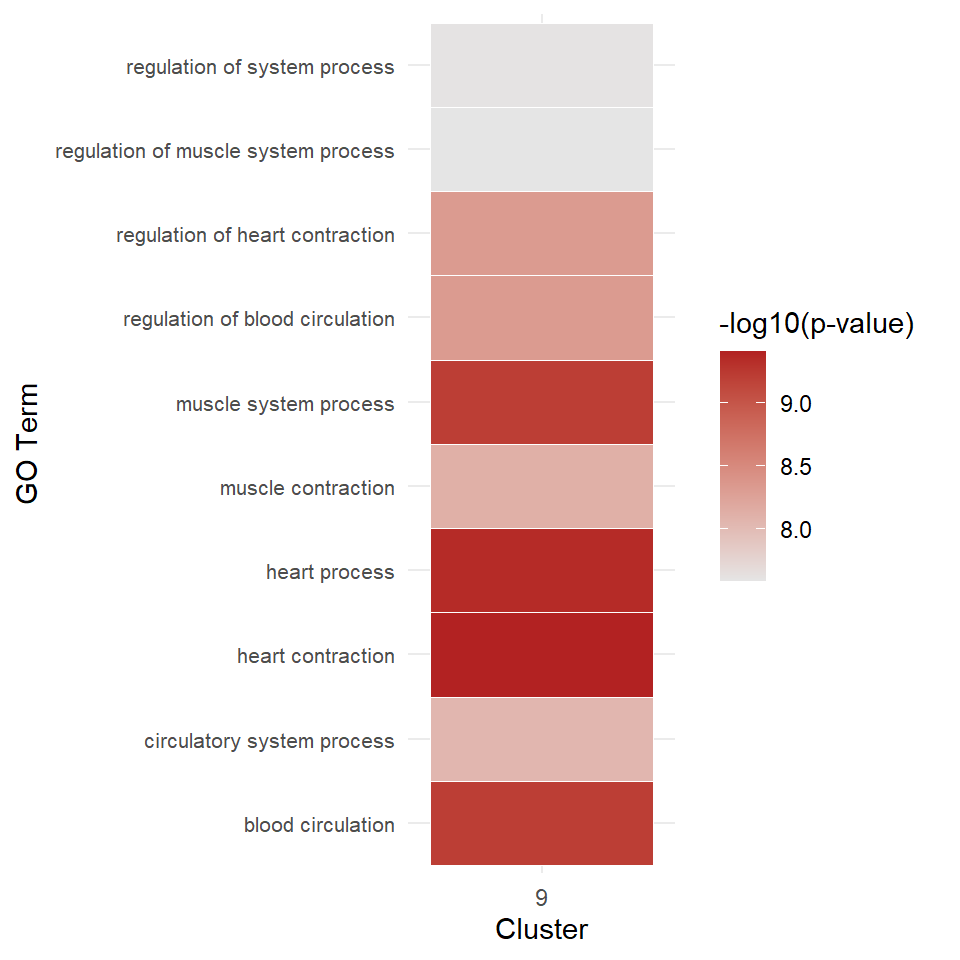 regulation of system process
regulation of muscle system process
regulation of heart contraction
regulation of blood circulation
muscle system process
muscle contraction
heart process
heart contraction
circulatory system process
blood circulation
GO Term
9
Cluster
-log10(p-value)
9.0
8.5
8.0